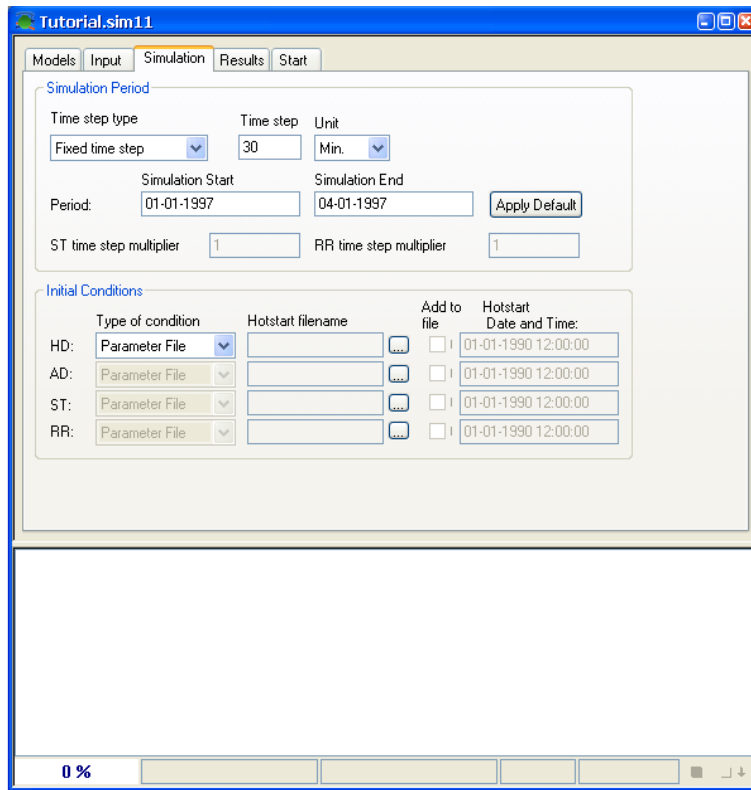 Tutorial.sim11
Models Input Simulation Results Start
Simulation Period
Time step type Time step Unit
Fixed time step 30 Min.
Simulation Start Simulation End
Period: 01-01-1997 04-01-1997 Apply Default
ST time step multiplier 1 RR time step multiplier 1
Initial Conditions
Add to Hotstart
Type of condition Hotstart filename file Date and Time:
HD: Parameter File ... 01-01-1990 12:00:00
AD: Parameter File ... 01-01-1990 12:00:00
ST: Parameter File ... 01-01-1990 12:00:00
RR: Parameter File ... 01-01-1990 12:00:00
0 %